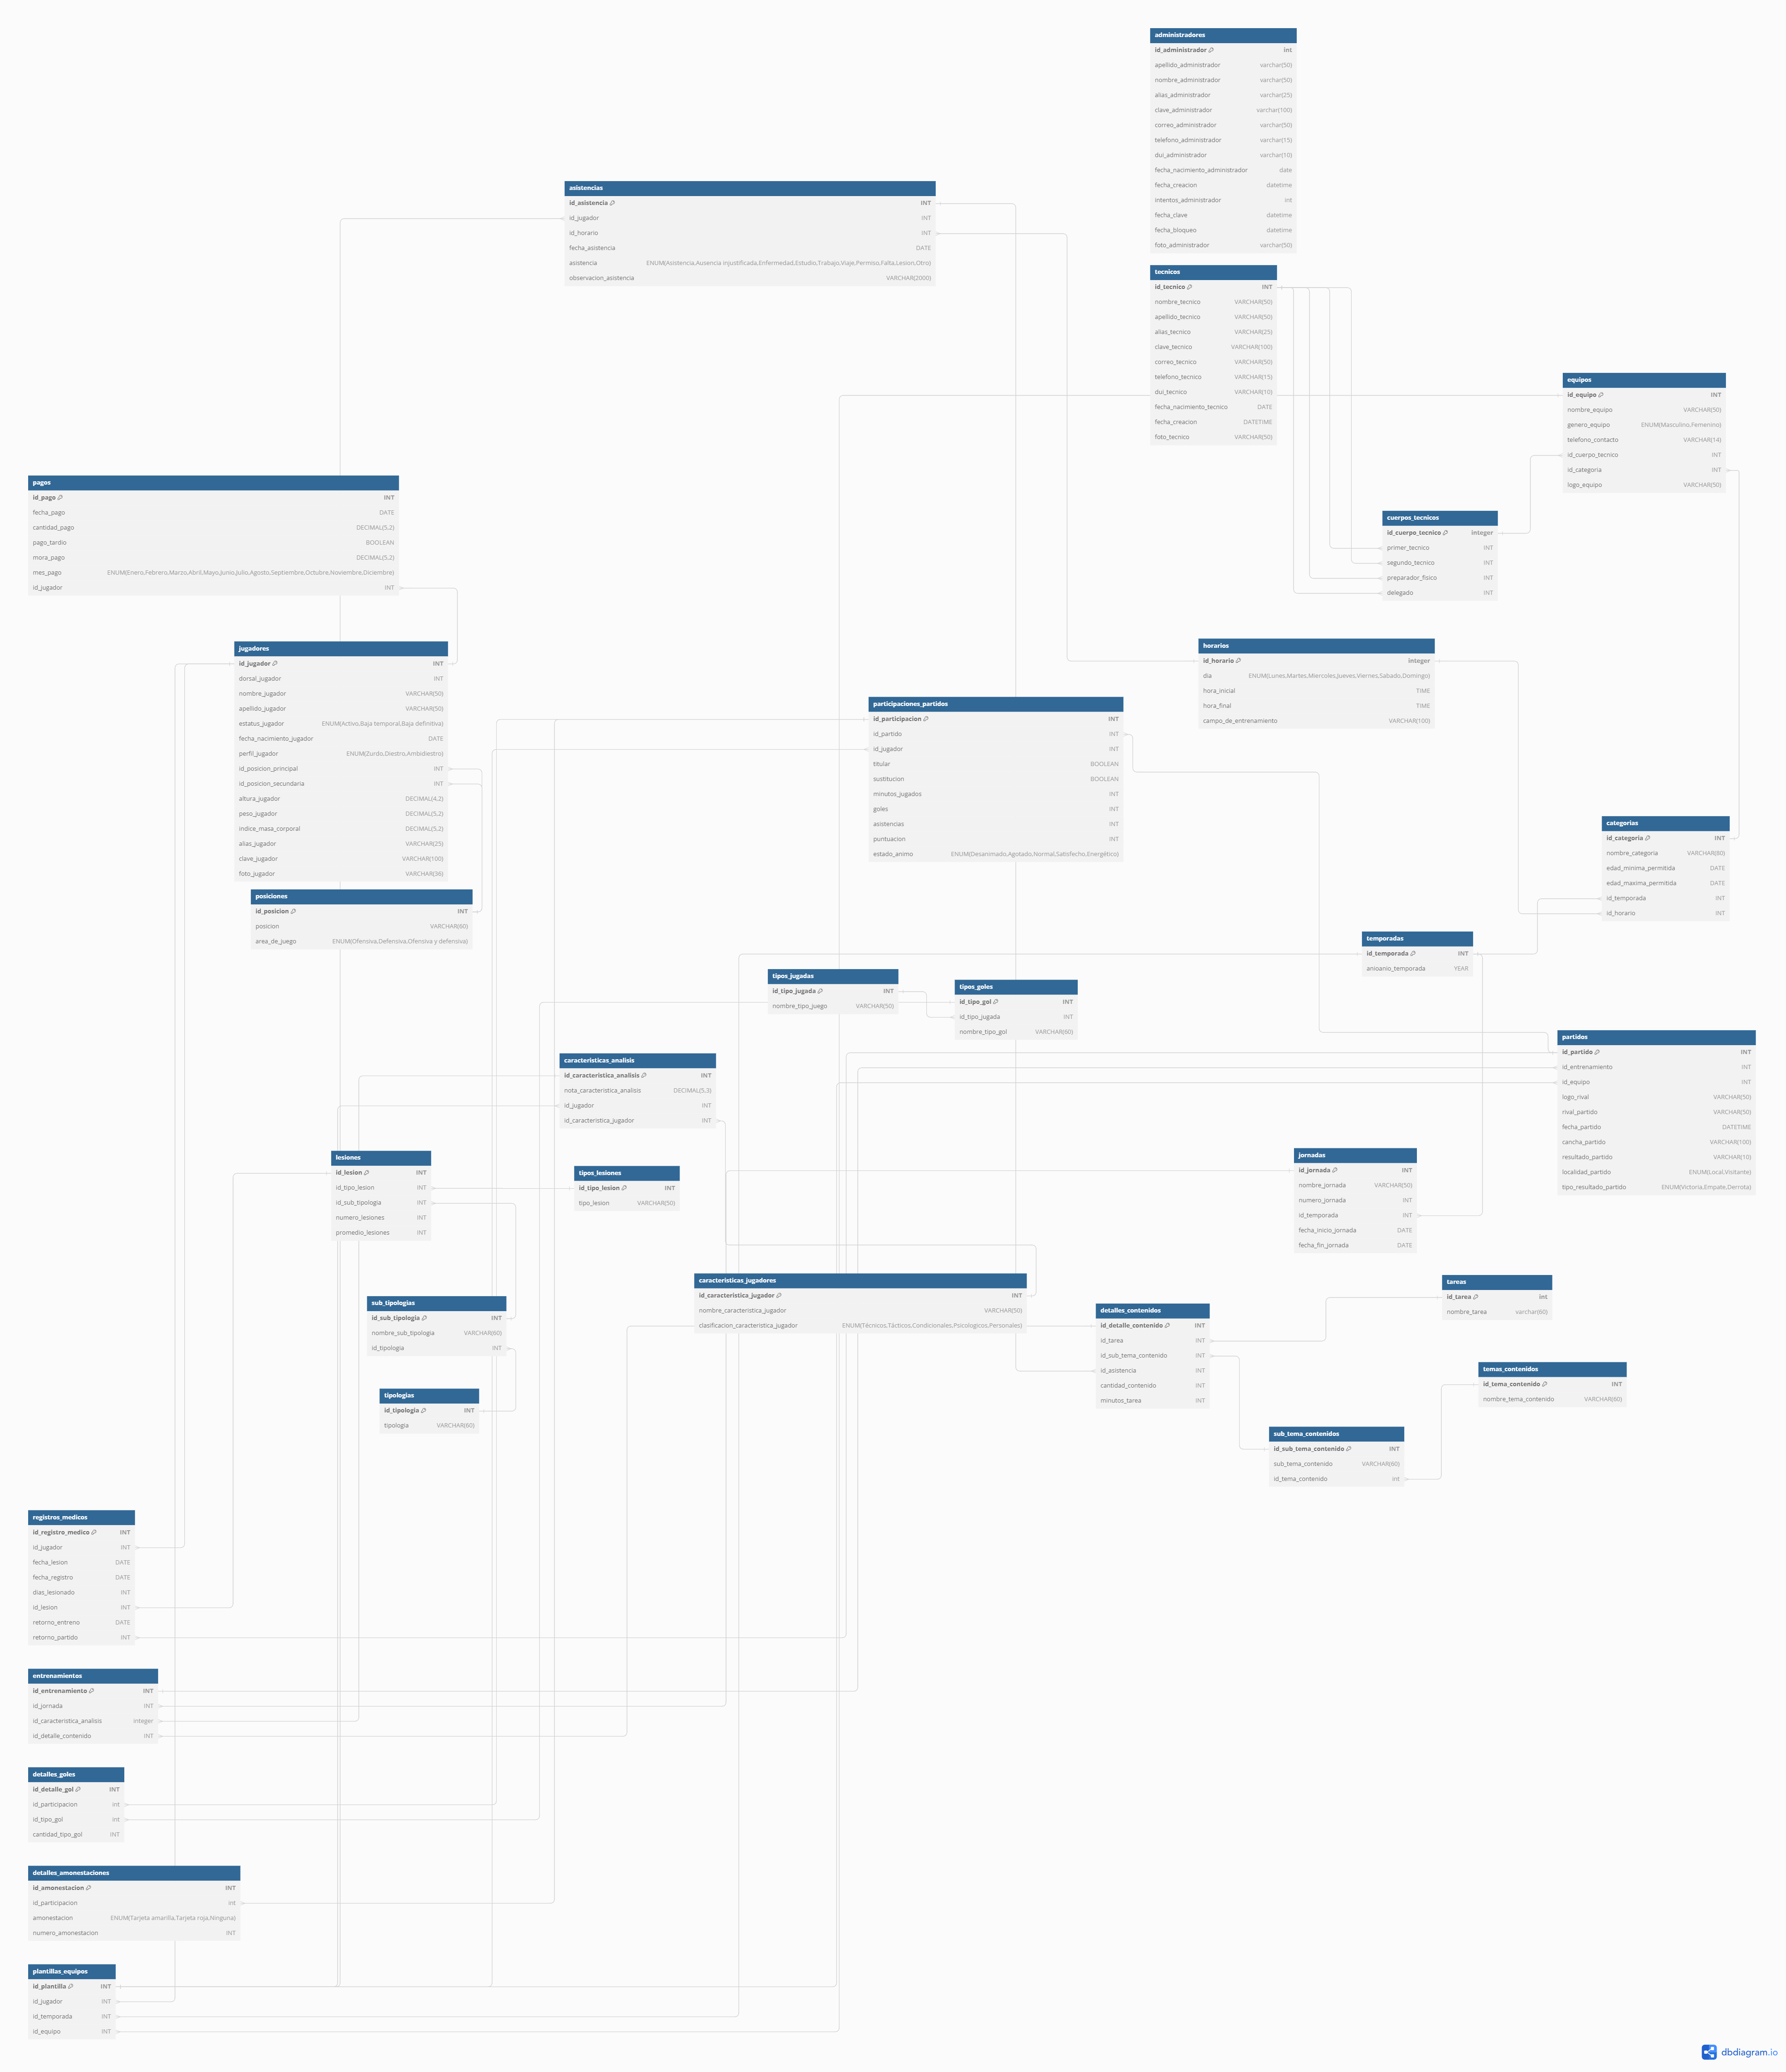 administradores
id_administrador int
apellido_administrador varchar(50)
nombre_administrador varchar(50)
alias_administrador varchar(25)
clave_administrador varchar(100)
correo_administrador varchar(50)
telefono_administrador varchar(15)
dui_administrador varchar(10)
fecha_nacimiento_administrador date
fecha_creacion datetime
intentos_administrador int
fecha_clave datetime
fecha_bloqueo datetime
foto_administrador varchar(50)
asistencias
id_asistencia INT
id_jugador INT
id_horario INT
fecha_asistencia DATE
asistencia ENUM(Asistencia,Ausencia injustificada,Enfermedad,Estudio,Trabajo,Viaje,Permiso,Falta,Lesion,Otro)
observacion_asistencia VARCHAR(2000)
tecnicos
id_tecnico INT
nombre_tecnico VARCHAR(50)
apellido_tecnico VARCHAR(50)
alias_tecnico VARCHAR(25)
clave_tecnico VARCHAR(100)
correo_tecnico VARCHAR(50)
telefono_tecnico VARCHAR(15)
dui_tecnico VARCHAR(10)
fecha_nacimiento_tecnico DATE
fecha_creacion DATETIME
foto_tecnico VARCHAR(50)
equipos
id_equipo INT
nombre_equipo VARCHAR(50)
genero_equipo ENUM(Masculino,Femenino)
telefono_contacto VARCHAR(14)
id_cuerpo_tecnico INT
id_categoria INT
logo_equipo VARCHAR(50)
pagos
id_pago INT
fecha_pago DATE
cantidad_pago DECIMAL(5,2)
pago_tardio BOOLEAN
mora_pago DECIMAL(5,2)
mes_pago ENUM(Enero,Febrero,Marzo,Abril,Mayo,Junio,Julio,Agosto,Septiembre,Octubre,Noviembre,Diciembre)
id_jugador INT
cuerpos_tecnicos
id_cuerpo_tecnico integer
primer_tecnico INT
segundo_tecnico INT
preparador_fisico INT
delegado INT
jugadores
id_jugador INT
dorsal_jugador INT
nombre_jugador VARCHAR(50)
apellido_jugador VARCHAR(50)
estatus_jugador ENUM(Activo,Baja temporal,Baja definitiva)
fecha_nacimiento_jugador DATE
perfil_jugador ENUM(Zurdo,Diestro,Ambidiestro)
id_posicion_principal INT
id_posicion_secundaria INT
altura_jugador DECIMAL(4,2)
peso_jugador DECIMAL(5,2)
indice_masa_corporal DECIMAL(5,2)
alias_jugador VARCHAR(25)
clave_jugador VARCHAR(100)
foto_jugador VARCHAR(36)
horarios
id_horario integer
dia ENUM(Lunes,Martes,Miercoles,Jueves,Viernes,Sabado,Domingo)
hora_inicial TIME
hora_final TIME
campo_de_entrenamiento VARCHAR(100)
participaciones_partidos
id_participacion INT
id_partido INT
id_jugador INT
titular BOOLEAN
sustitucion BOOLEAN
minutos_jugados INT
goles INT
asistencias INT
puntuacion INT
estado_animo ENUM(Desanimado,Agotado,Normal,Satisfecho,Energético)
categorias
id_categoria INT
nombre_categoria VARCHAR(80)
edad_minima_permitida DATE
edad_maxima_permitida DATE
id_temporada INT
id_horario INT
posiciones
id_posicion INT
posicion VARCHAR(60)
area_de_juego ENUM(Ofensiva,Defensiva,Ofensiva y defensiva)
temporadas
id_temporada INT
anioanio_temporada YEAR
tipos_jugadas
id_tipo_jugada INT
nombre_tipo_juego VARCHAR(50)
tipos_goles
id_tipo_gol INT
id_tipo_jugada INT
nombre_tipo_gol VARCHAR(60)
partidos
id_partido INT
id_entrenamiento INT
id_equipo INT
logo_rival VARCHAR(50)
rival_partido VARCHAR(50)
fecha_partido DATETIME
cancha_partido VARCHAR(100)
resultado_partido VARCHAR(10)
localidad_partido ENUM(Local,Visitante)
tipo_resultado_partido ENUM(Victoria,Empate,Derrota)
caracteristicas_analisis
id_caracteristica_analisis INT
nota_caracteristica_analisis DECIMAL(5,3)
id_jugador INT
id_caracteristica_jugador INT
lesiones
id_lesion INT
id_tipo_lesion INT
id_sub_tipologia INT
numero_lesiones INT
promedio_lesiones INT
tipos_lesiones
id_tipo_lesion INT
tipo_lesion VARCHAR(50)
jornadas
id_jornada INT
nombre_jornada VARCHAR(50)
numero_jornada INT
id_temporada INT
fecha_inicio_jornada DATE
fecha_fin_jornada DATE
caracteristicas_jugadores
id_caracteristica_jugador INT
nombre_caracteristica_jugador VARCHAR(50)
clasificacion_caracteristica_jugador ENUM(Técnicos,Tácticos,Condicionales,Psicologicos,Personales)
tareas
id_tarea int
nombre_tarea varchar(60)
sub_tipologias
id_sub_tipologia INT
nombre_sub_tipologia VARCHAR(60)
id_tipologia INT
detalles_contenidos
id_detalle_contenido INT
id_tarea INT
id_sub_tema_contenido INT
id_asistencia INT
cantidad_contenido INT
minutos_tarea INT
temas_contenidos
id_tema_contenido INT
nombre_tema_contenido VARCHAR(60)
tipologias
id_tipologia INT
tipologia VARCHAR(60)
sub_tema_contenidos
id_sub_tema_contenido INT
sub_tema_contenido VARCHAR(60)
id_tema_contenido int
registros_medicos
id_registro_medico INT
id_jugador INT
fecha_lesion DATE
fecha_registro DATE
dias_lesionado INT
id_lesion INT
retorno_entreno DATE
retorno_partido INT
entrenamientos
id_entrenamiento INT
id_jornada INT
id_caracteristica_analisis integer
id_detalle_contenido INT
detalles_goles
id_detalle_gol INT
id_participacion int
id_tipo_gol int
cantidad_tipo_gol INT
detalles_amonestaciones
id_amonestacion INT
id_participacion int
amonestacion ENUM(Tarjeta amarilla,Tarjeta roja,Ninguna)
numero_amonestacion INT
plantillas_equipos
id_plantilla INT
id_jugador INT
id_temporada INT
id_equipo INT
dbdiagram.io